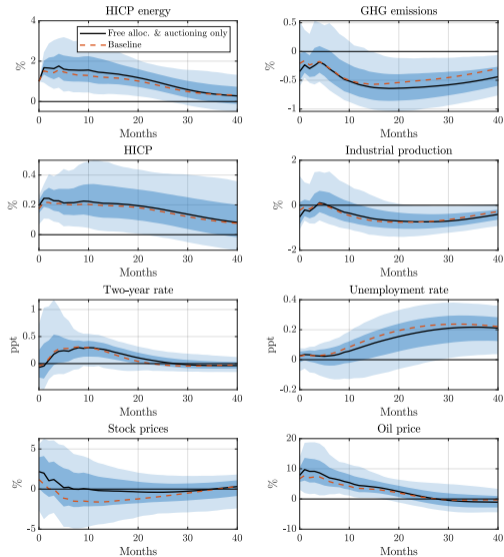 HICP energy
GHG emissions
Free alloc. & auctioning only
Baseline
%
4
2
0
0 10 20 30 40
Months
%
0.5
0
-0.5
-1
0 10 20 30 40
Months
HICP
Industrial production
%
0.4
0.2
0
0 10 20 30 40
Months
%
2
0
-2
0 10 20 30 40
Months
Two-year rate
Unemployment rate
ppt
1
0.5
0
0 10 20 30 40
Months
ppt
0.4
0.2
0
-0.2
0 10 20 30 40
Months
Stock prices
Oil price
%
5
0
-5
0 10 20 30 40
Months
%
20
10
0
-10
0 10 20 30 40
Months